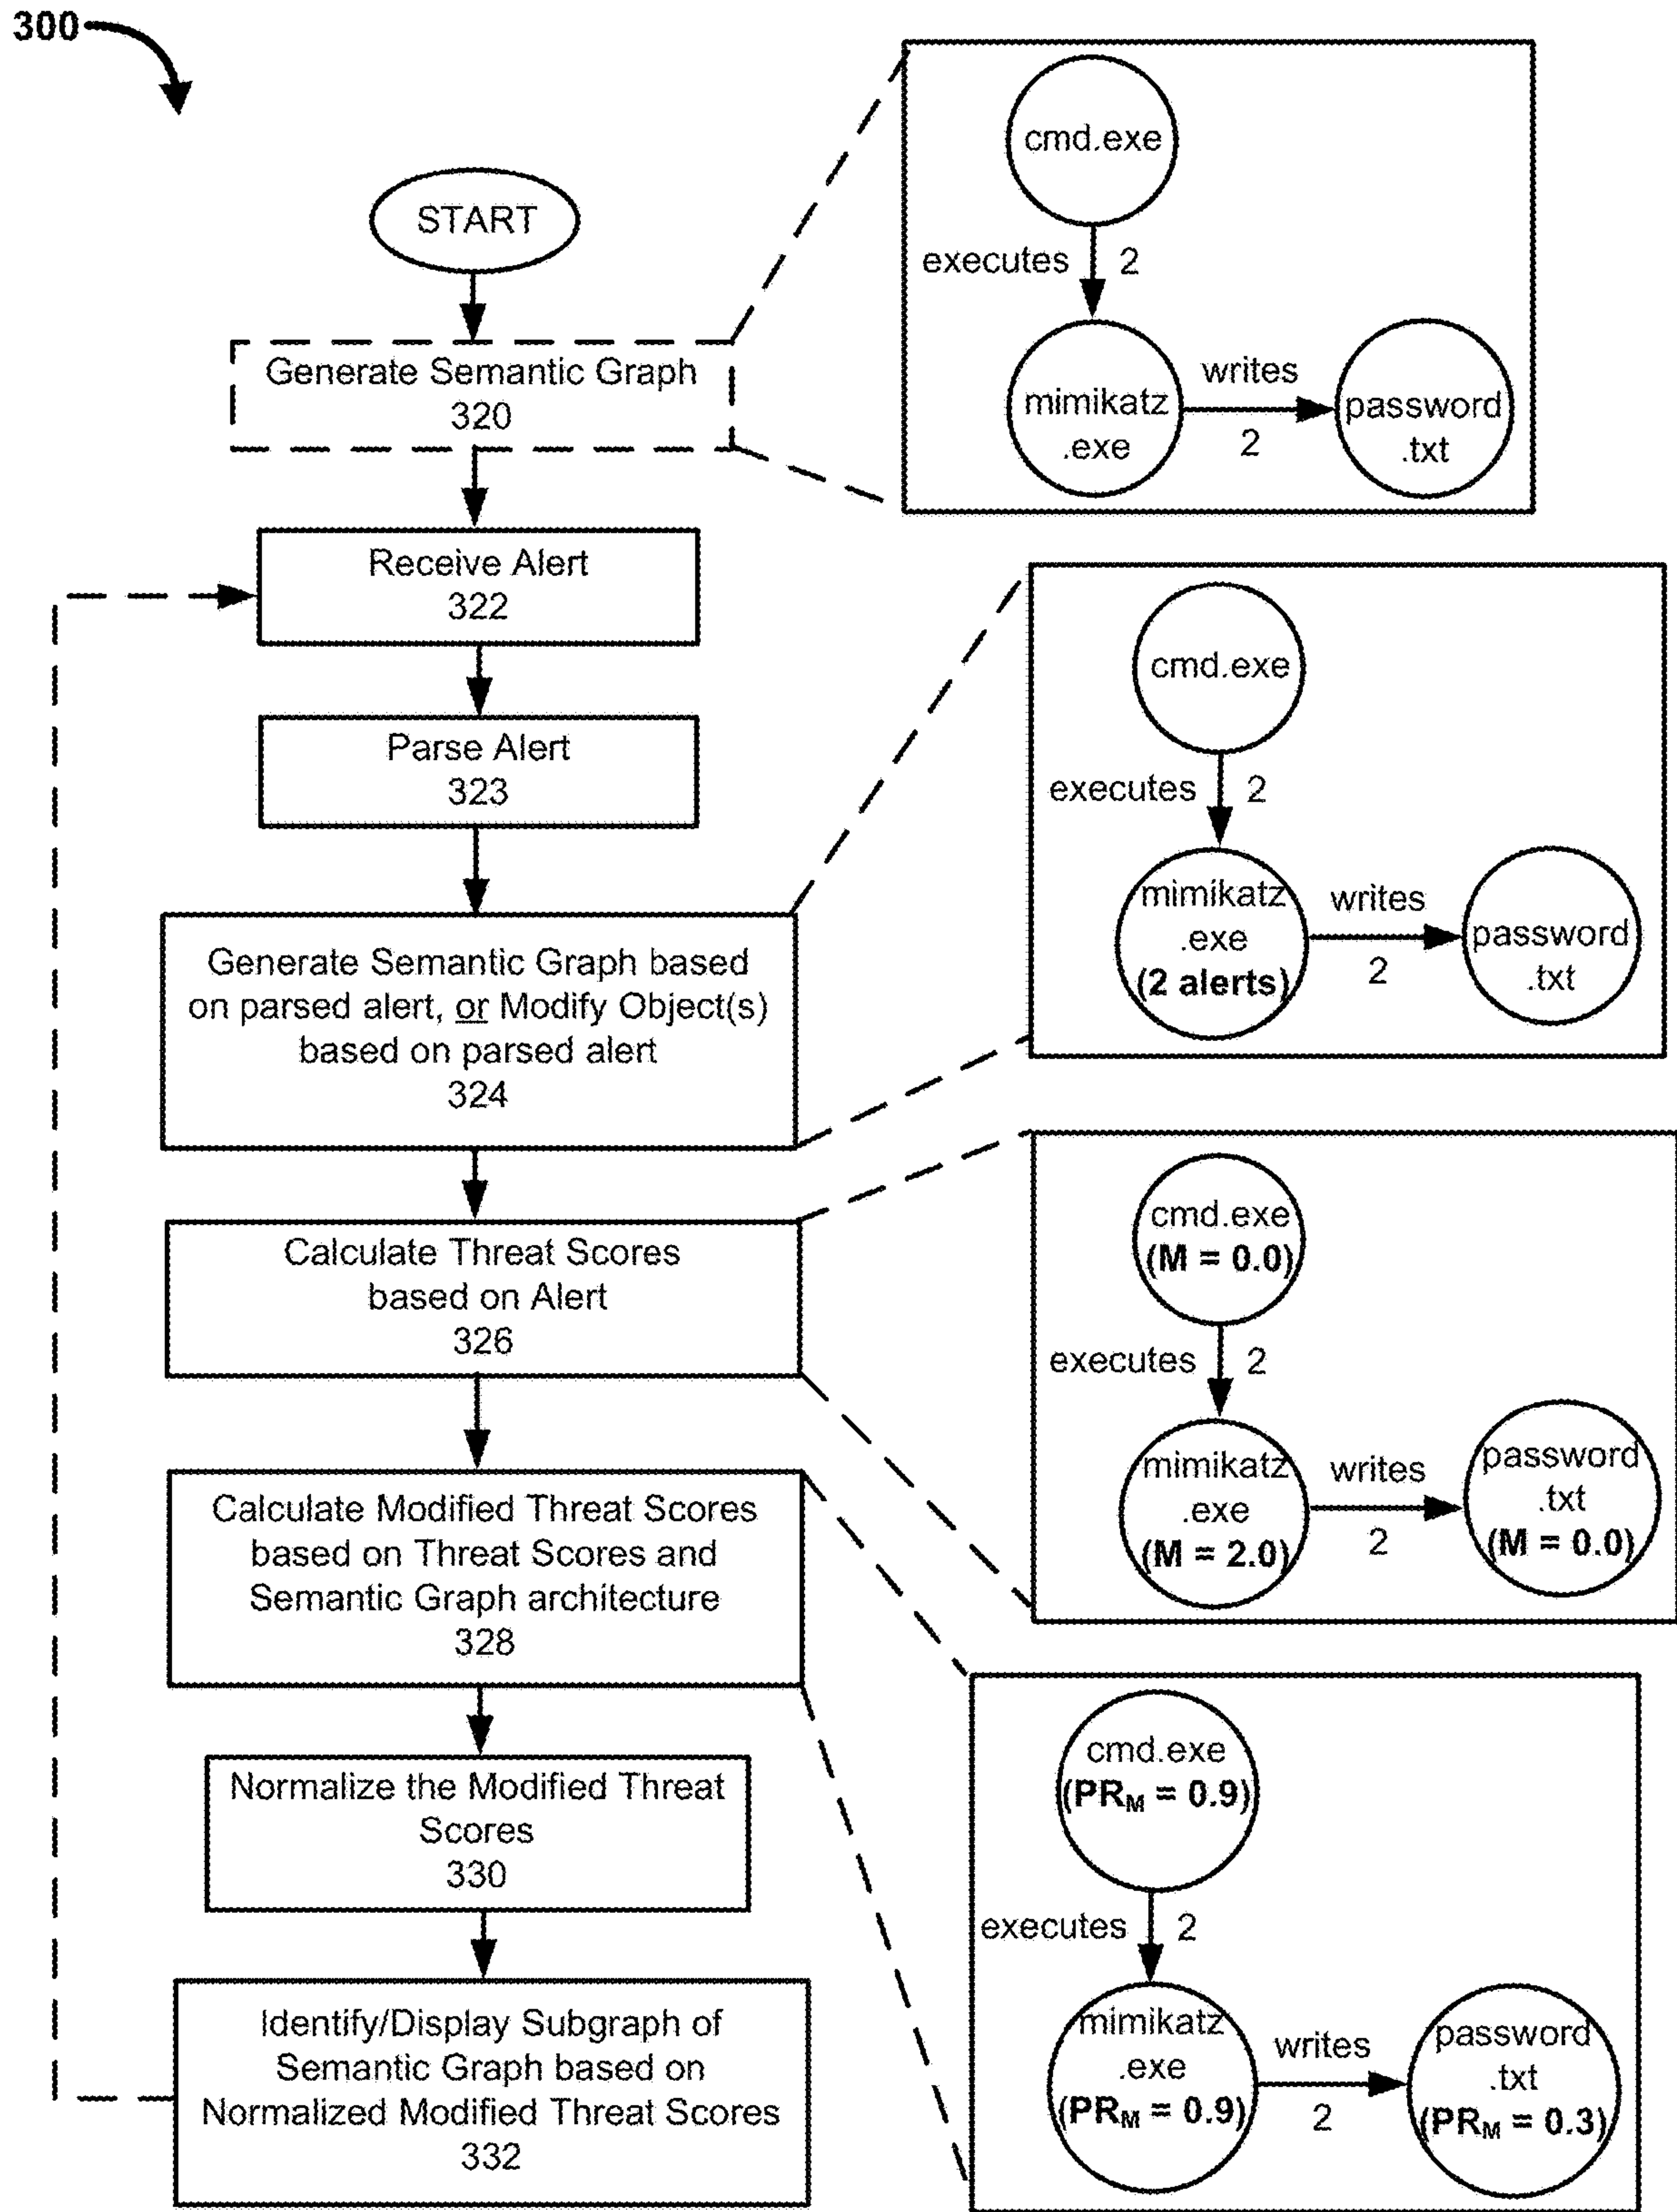 300
START
Generate Semantic Graph
320
Receive Alert
322
Parse Alert
323
Generate Semantic Graph based
on parsed alert, or Modify Object(s)
based on parsed alert
324
Calculate Threat Scores
based on Alert
326
Calculate Modified Threat Scores
based on Threat Scores and
Semantic Graph architecture
328
Normalize the Modified Threat
Scores
330
Identify/Display Subgraph of
Semantic Graph based on
Normalized Modified Threat Scores
332
cmd.exe
executes 2
mimikatz
.exe
writes
2
password
.txt
cmd.exe
executes 2
mimikatz
.exe
(2 alerts)
writes
2
password
.txt
cmd.exe
(M = 0.0)
executes 2
mimikatz
.exe
(M = 2.0)
writes
2
password
.txt
(M = 0.0)
cmd.exe
(PRM = 0.9)
executes 2
mimikatz
.exe
(PRM = 0.9)
writes
2
password
.txt
(PRM = 0.3)